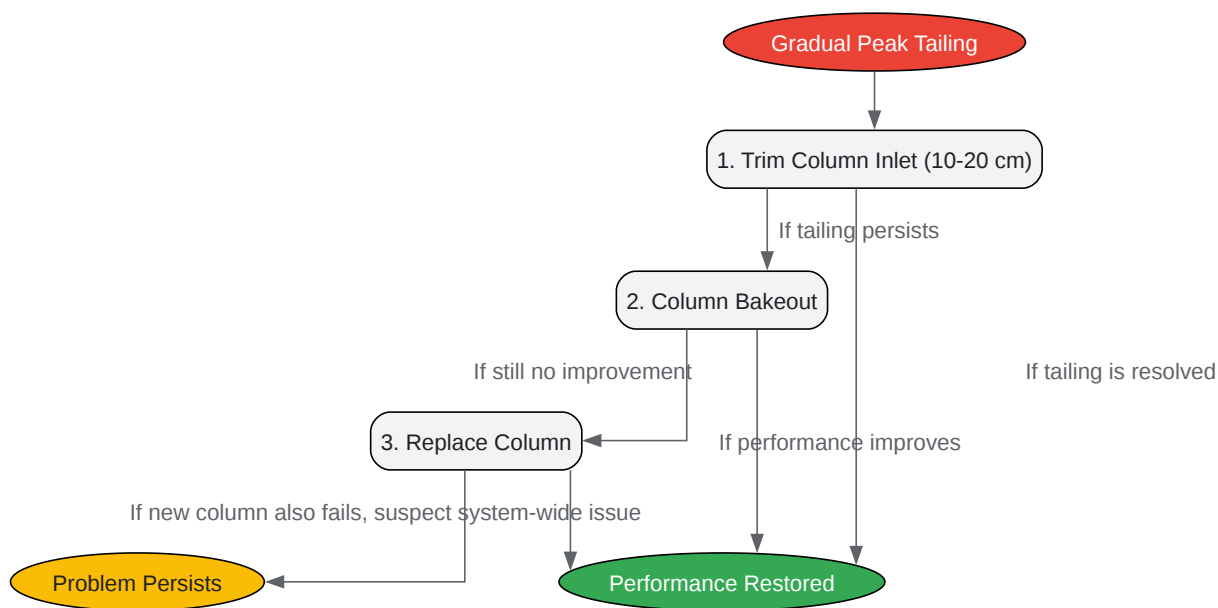 Gradual Peak Tailing
1. Trim Column Inlet (10-20 cm)
If tailing persists
2. Column Bakeout
If still no improvement
If tailing is resolved
3. Replace Column
If performance improves
If new column also fails, suspect system-wide issue
Problem Persists
Performance Restored